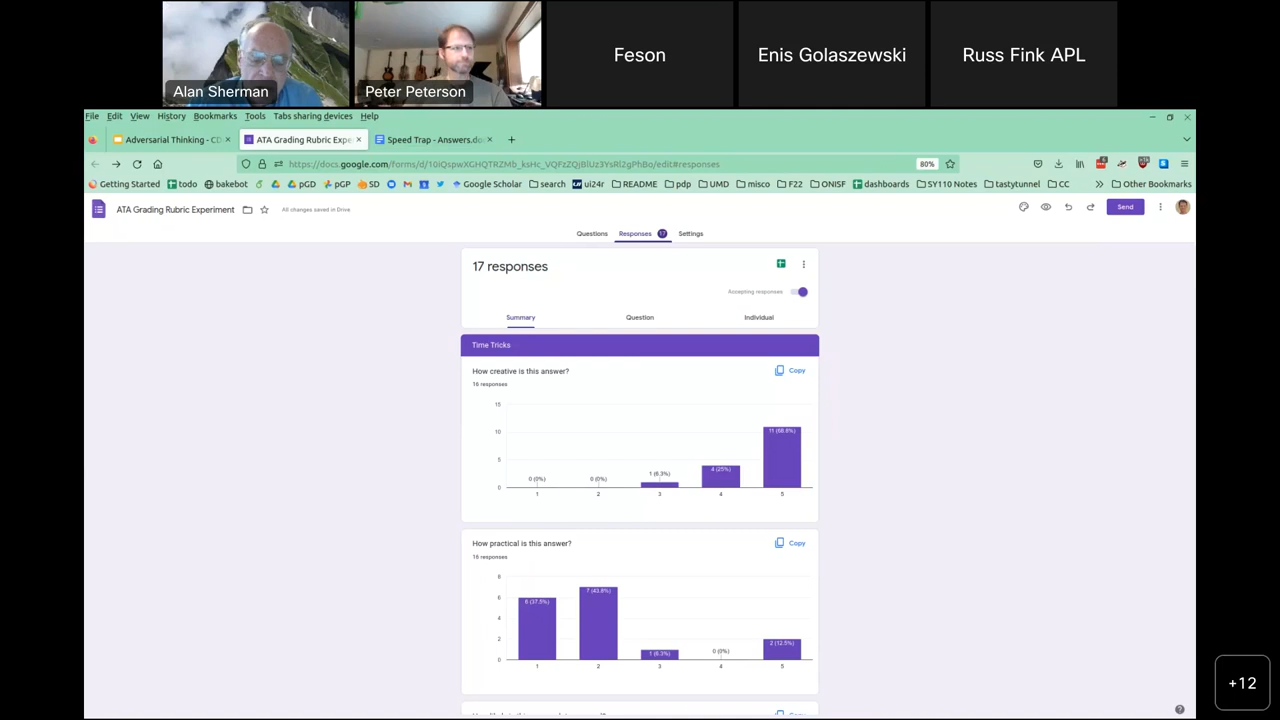 Alan Sherman
Peter Peterson
Feson
Enis Golaszewski
Russ Fink APL
File Edit View History Bookmarks Tools Tabs sharing devices Help
Adversarial Thinking - CD
ATA Grading Rubric Expe
Speed Trap - Answers.do
80%
Getting Started todo bakebot pGD pGP SD Google Scholar search ui24r README pdp UMD misco F22 ONISF dashboards SY110 Notes tastytunnel CC Other Bookmarks
ATA Grading Rubric Experiment
All changes saved in Drive
Send
Questions Responses 17 Settings
17 responses
Accepting responses
Summary Question Individual
Time Tricks
How creative is this answer?
Copy
16 responses
15
10
5
0
0 (0%)
0 (0%)
1 (6.3%)
4 (25%)
11 (68.8%)
1 2 3 4 5
How practical is this answer?
Copy
16 responses
8
6
4
2
0
6 (37.5%)
7 (43.8%)
1 (6.3%)
0 (0%)
2 (12.5%)
1 2 3 4 5
+12